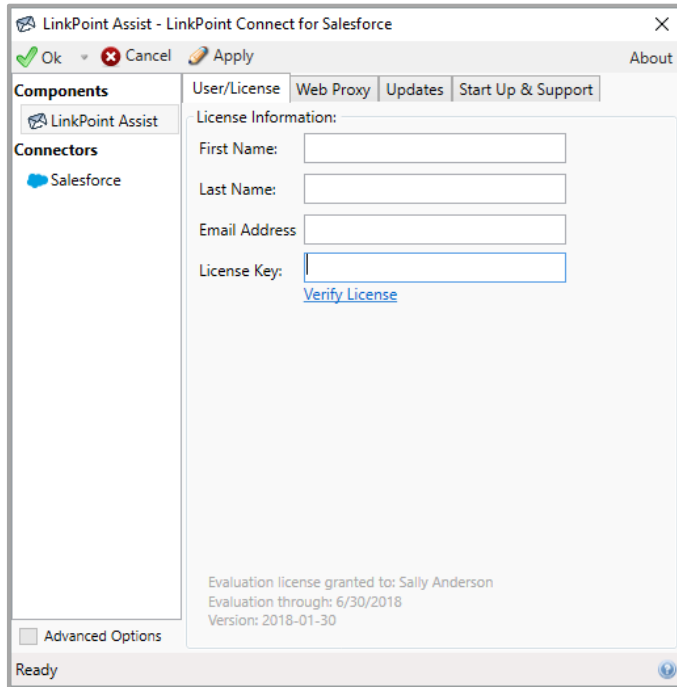 LinkPoint Assist - LinkPoint Connect for Salesforce
Ok Cancel Apply About
Components
LinkPoint Assist
Connectors
Salesforce
User/License Web Proxy Updates Start Up & Support
License Information:
First Name:
Last Name:
Email Address
License Key:
Verify License
Evaluation license granted to: Sally Anderson
Evaluation through: 6/30/2018
Version: 2018-01-30
Advanced Options
Ready